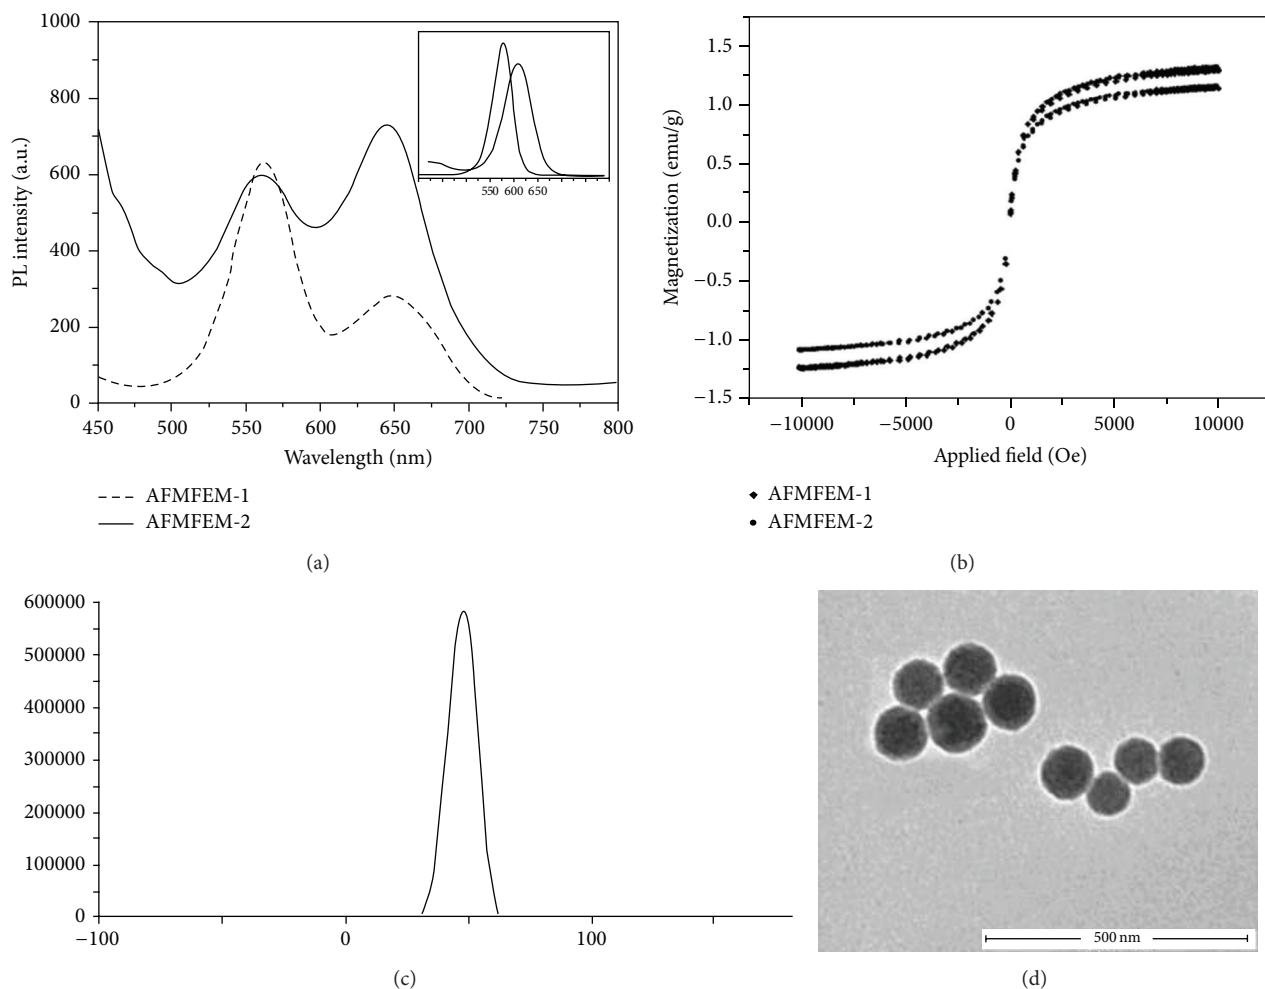 1000
800
600
400
200
0
PL intensity (a.u.)
450 500 550 600 650 700 750 800
Wavelength (nm)
550 600 650
AFMFEM-1
AFMFEM-2
(a)
1.5
1.0
0.5
0.0
−0.5
−1.0
−1.5
Magnetization (emu/g)
−10000 −5000 0 5000 10000
Applied field (Oe)
AFMFEM-1
AFMFEM-2
(b)
600000
500000
400000
300000
200000
100000
0
−100 0 100
(c)
500 nm
(d)